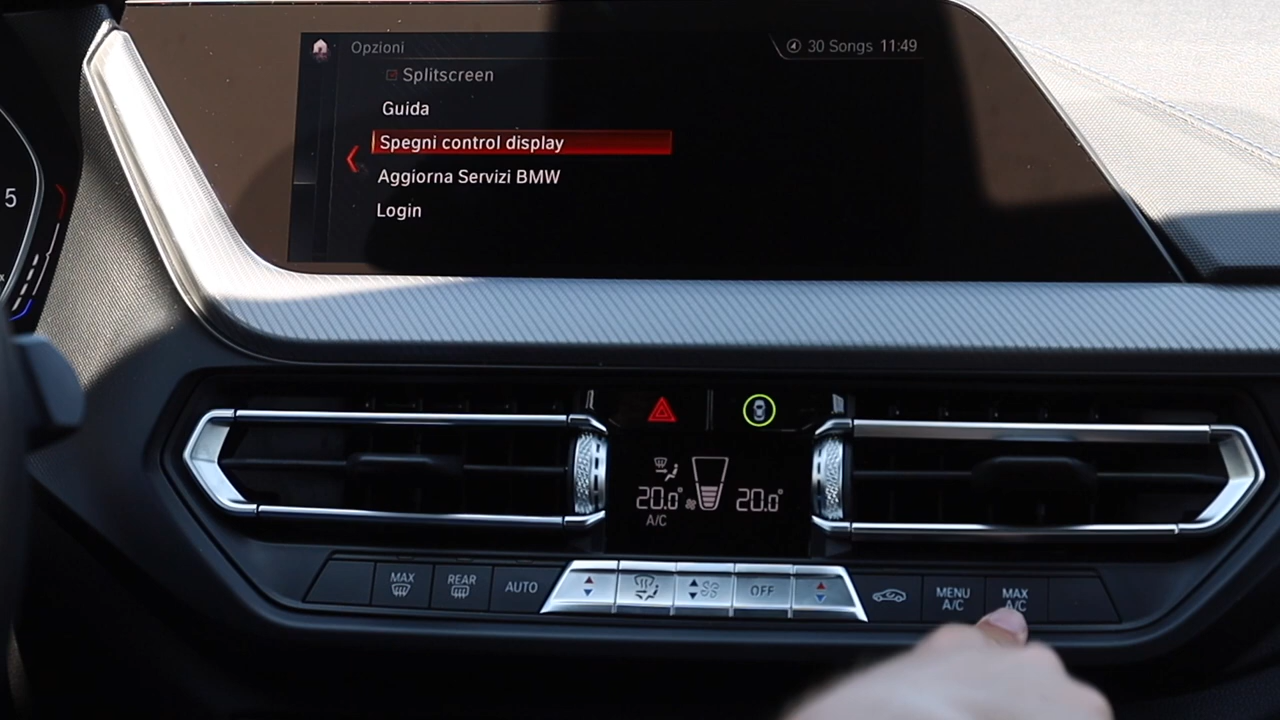 Opzioni
30 Songs 11:49
Splitscreen
Guida
Spegni control display
5
Aggiorna Servizi BMW
Login
20.0° 20.0°
A/C
MAX
REAR
AUTO
OFF
MENU A/C
MAX A/C